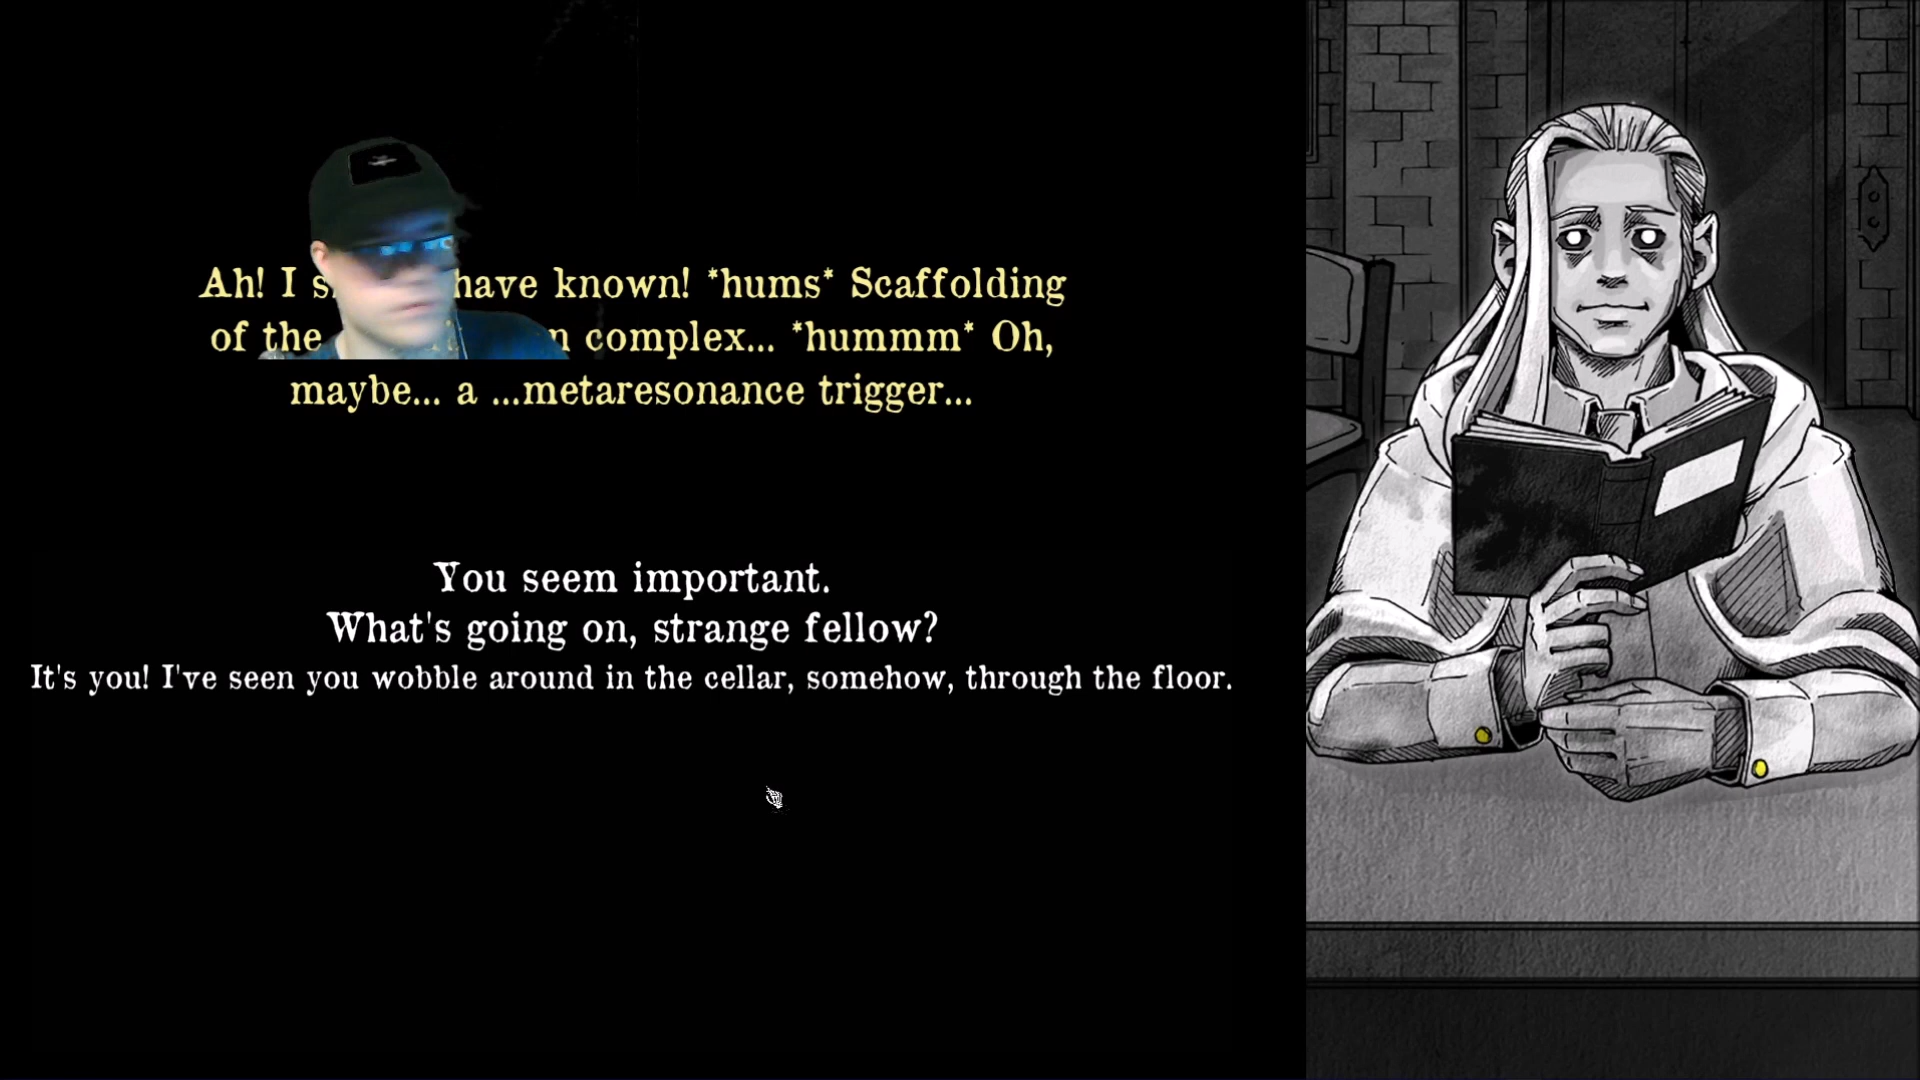 Ah! I have known! *hums* Scaffolding
of the complex... *hummm* Oh,
maybe... a ...metaresonance trigger...
You seem important.
What's going on, strange fellow?
It's you! I've seen you wobble around in the cellar, somehow, through the floor.